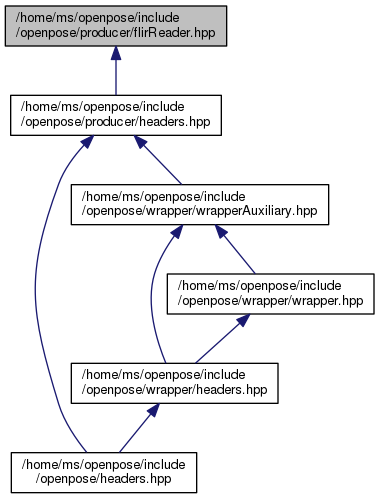 /home/ms/openpose/include
/openpose/producer/flirReader.hpp
/home/ms/openpose/include
/openpose/producer/headers.hpp
/home/ms/openpose/include
/openpose/wrapper/wrapperAuxiliary.hpp
/home/ms/openpose/include
/openpose/wrapper/wrapper.hpp
/home/ms/openpose/include
/openpose/wrapper/headers.hpp
/home/ms/openpose/include
/openpose/headers.hpp